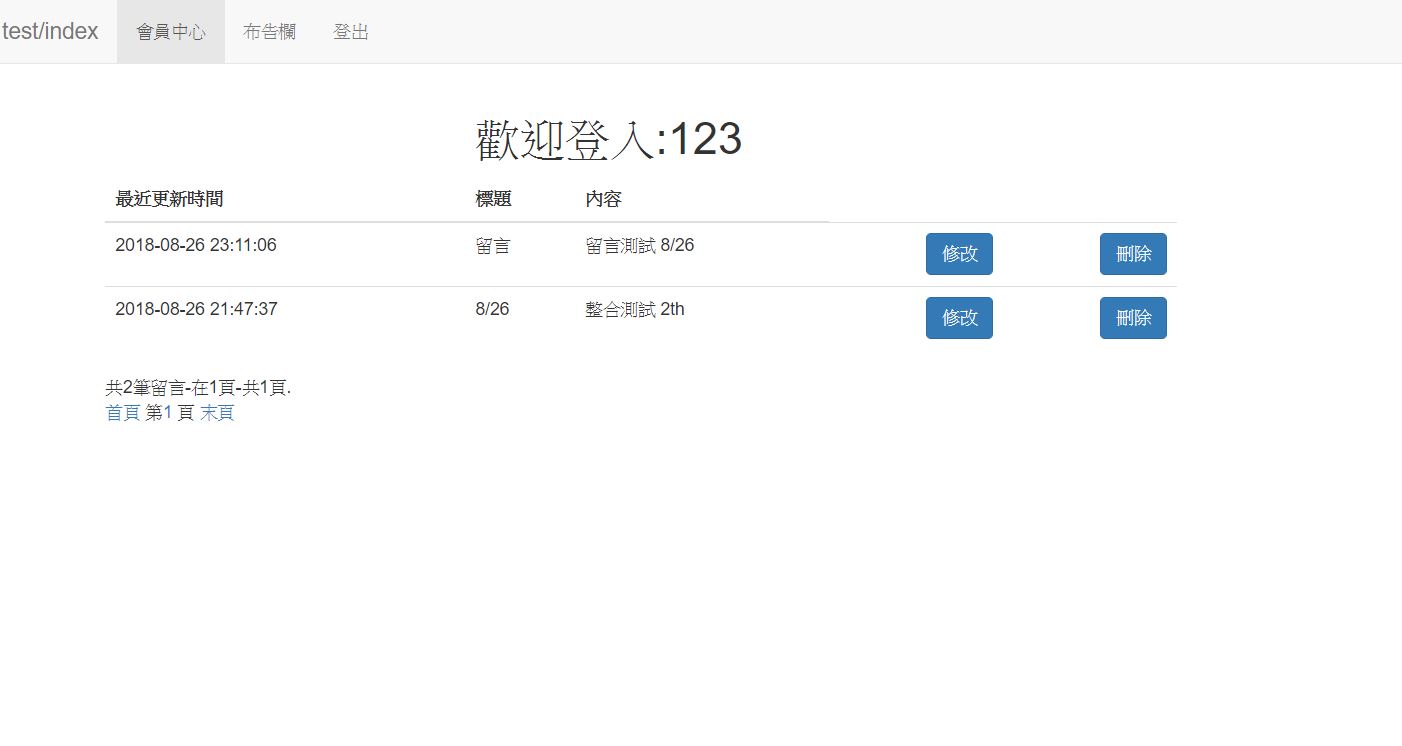 test/index 會員中心 布告欄 登出
歡迎登入:123
最近更新時間 標題 內容
2018-08-26 23:11:06 留言 留言測試 8/26 修改 刪除
2018-08-26 21:47:37 8/26 整合測試 2th 修改 刪除
共2筆留言-在1頁-共1頁.
首頁 第1 頁 末頁